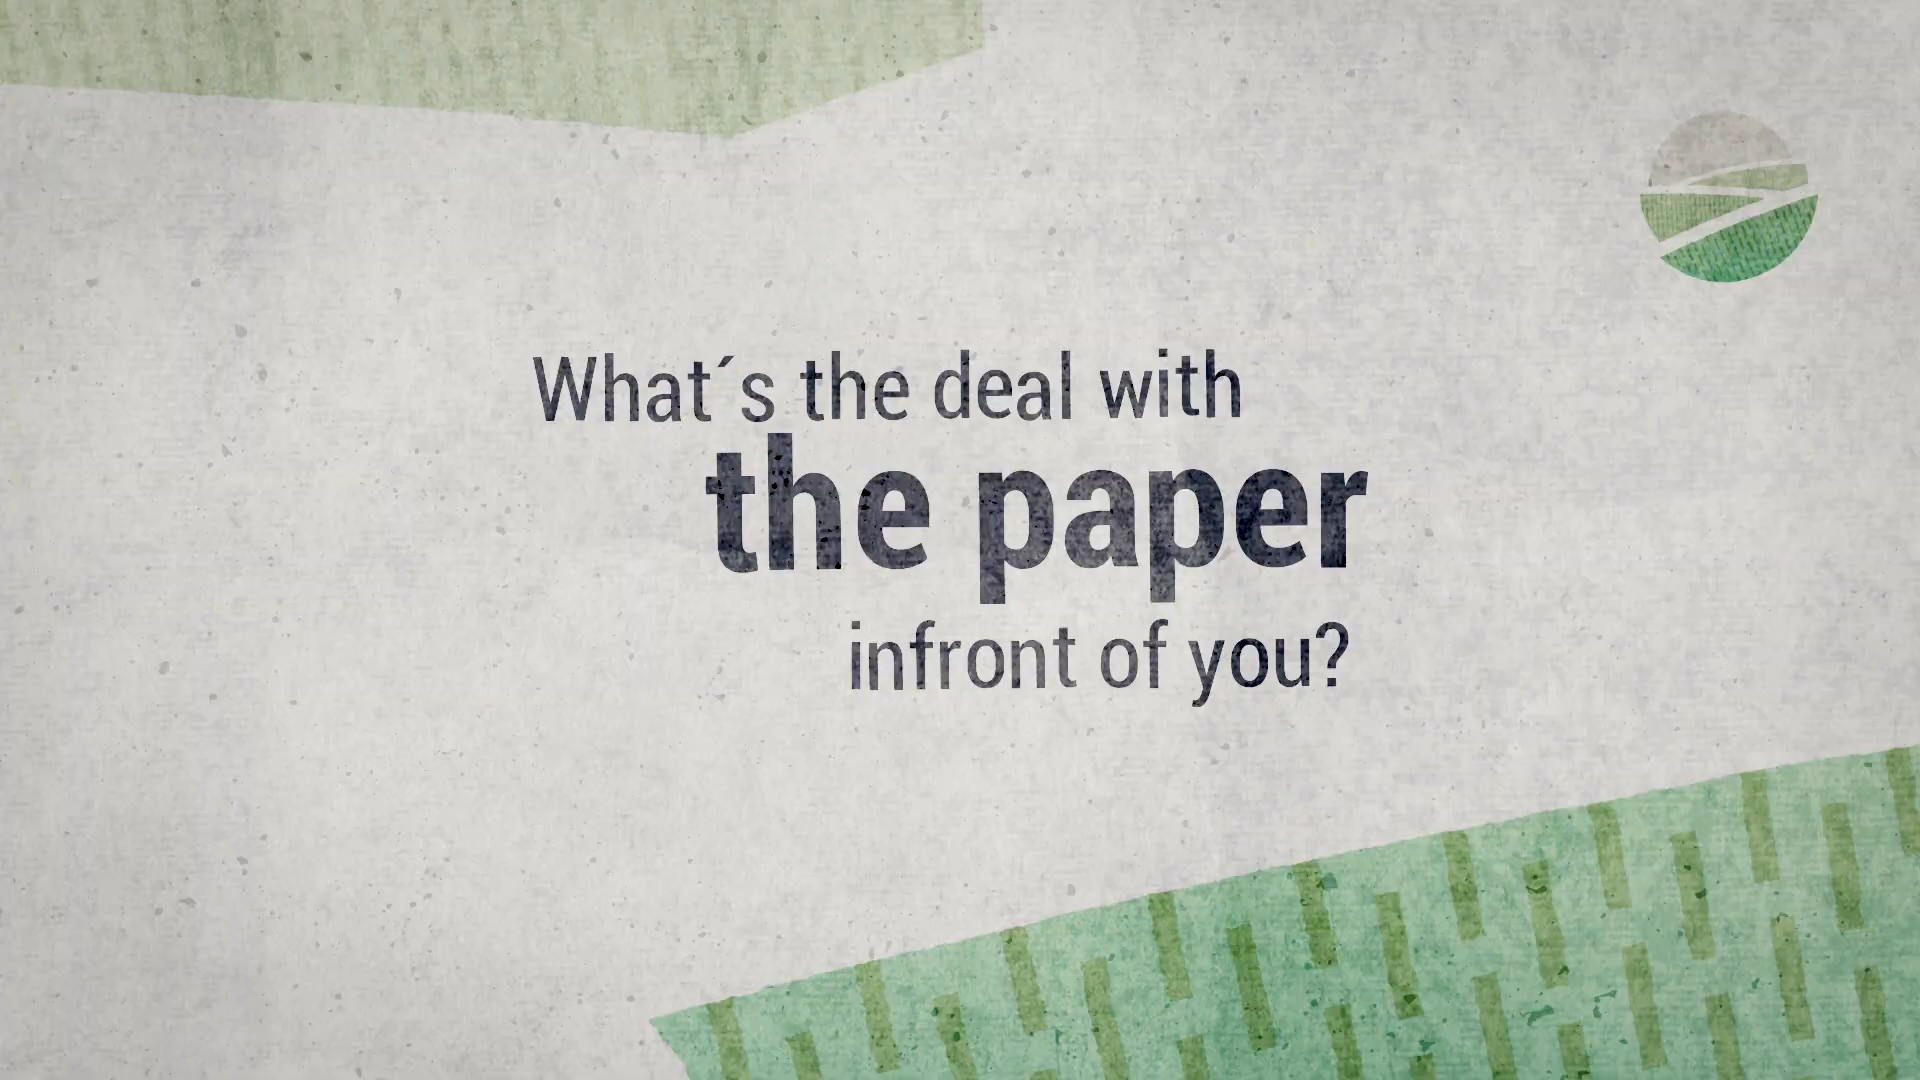 What´s the deal with
the paper
infront of you?